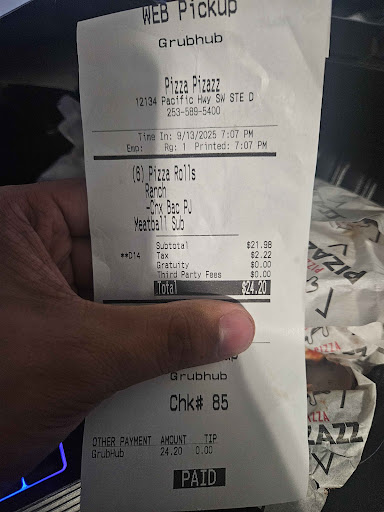 WEB Pickup
Grubhub
Pizza Pizazz
12134 Pacific Hwy SW STE D
253-589-5400
Time In: 9/13/2025 7:07 PM
Emp: Rg: 1 Printed: 7:07 PM
(6) Pizza Rolls
Ranch
-Chx Bac PJ
Meatball Sub
Subtotal $21.98
**D14 Tax $2.22
Gratuity $0.00
Third Party Fees $0.00
Total $24.20
Grubhub
Chk# 85
OTHER PAYMENT AMOUNT TIP
GrubHub 24.20 0.00
PAID
PIZAZZ
PIZZA